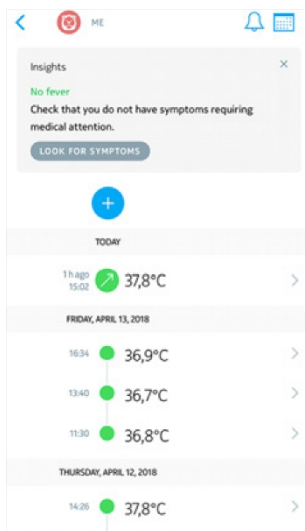 ME
Insights
No fever
Check that you do not have symptoms requiring
medical attention.
LOOK FOR SYMPTOMS
TODAY
1 h ago
15:02
37,8°C
FRIDAY, APRIL 13, 2018
16:34
36,9°C
13:40
36,7°C
11:30
36,8°C
THURSDAY, APRIL 12, 2018
14:26
37,8°C